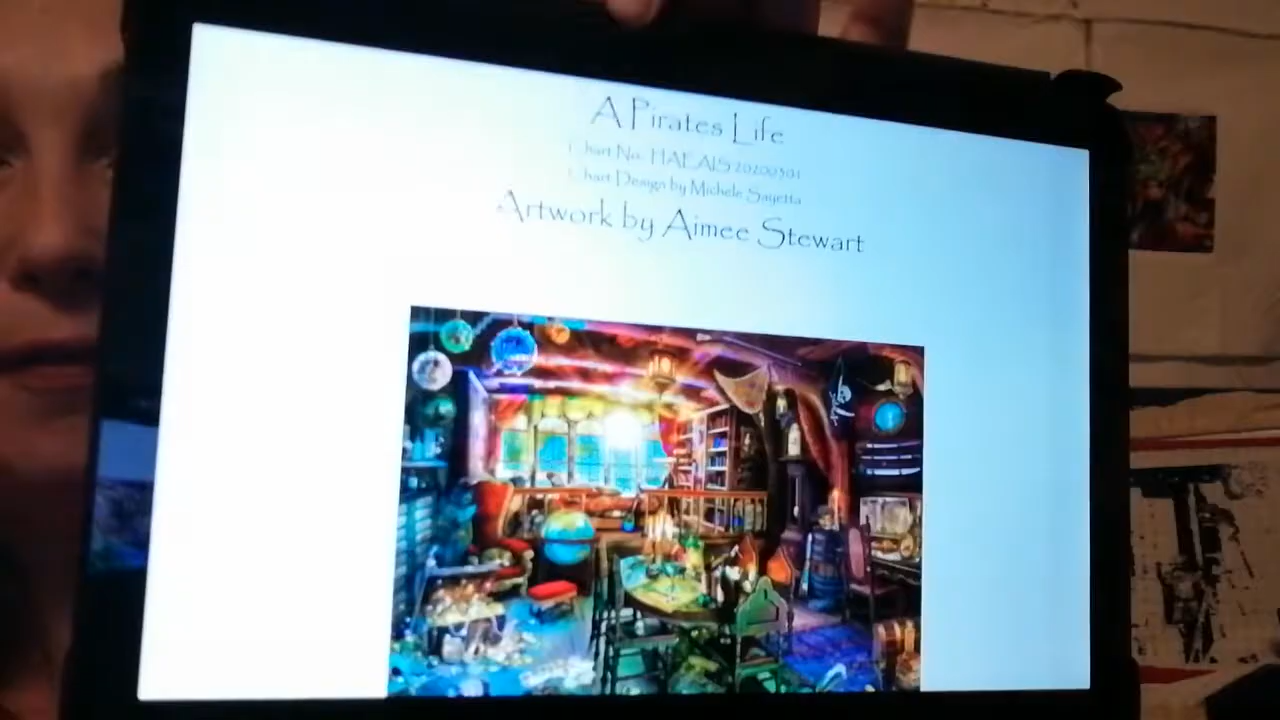 A Pirates Life
Chart No: HAEAIS 20200301
Chart Design by Michele Sayetta
Artwork by Aimee Stewart